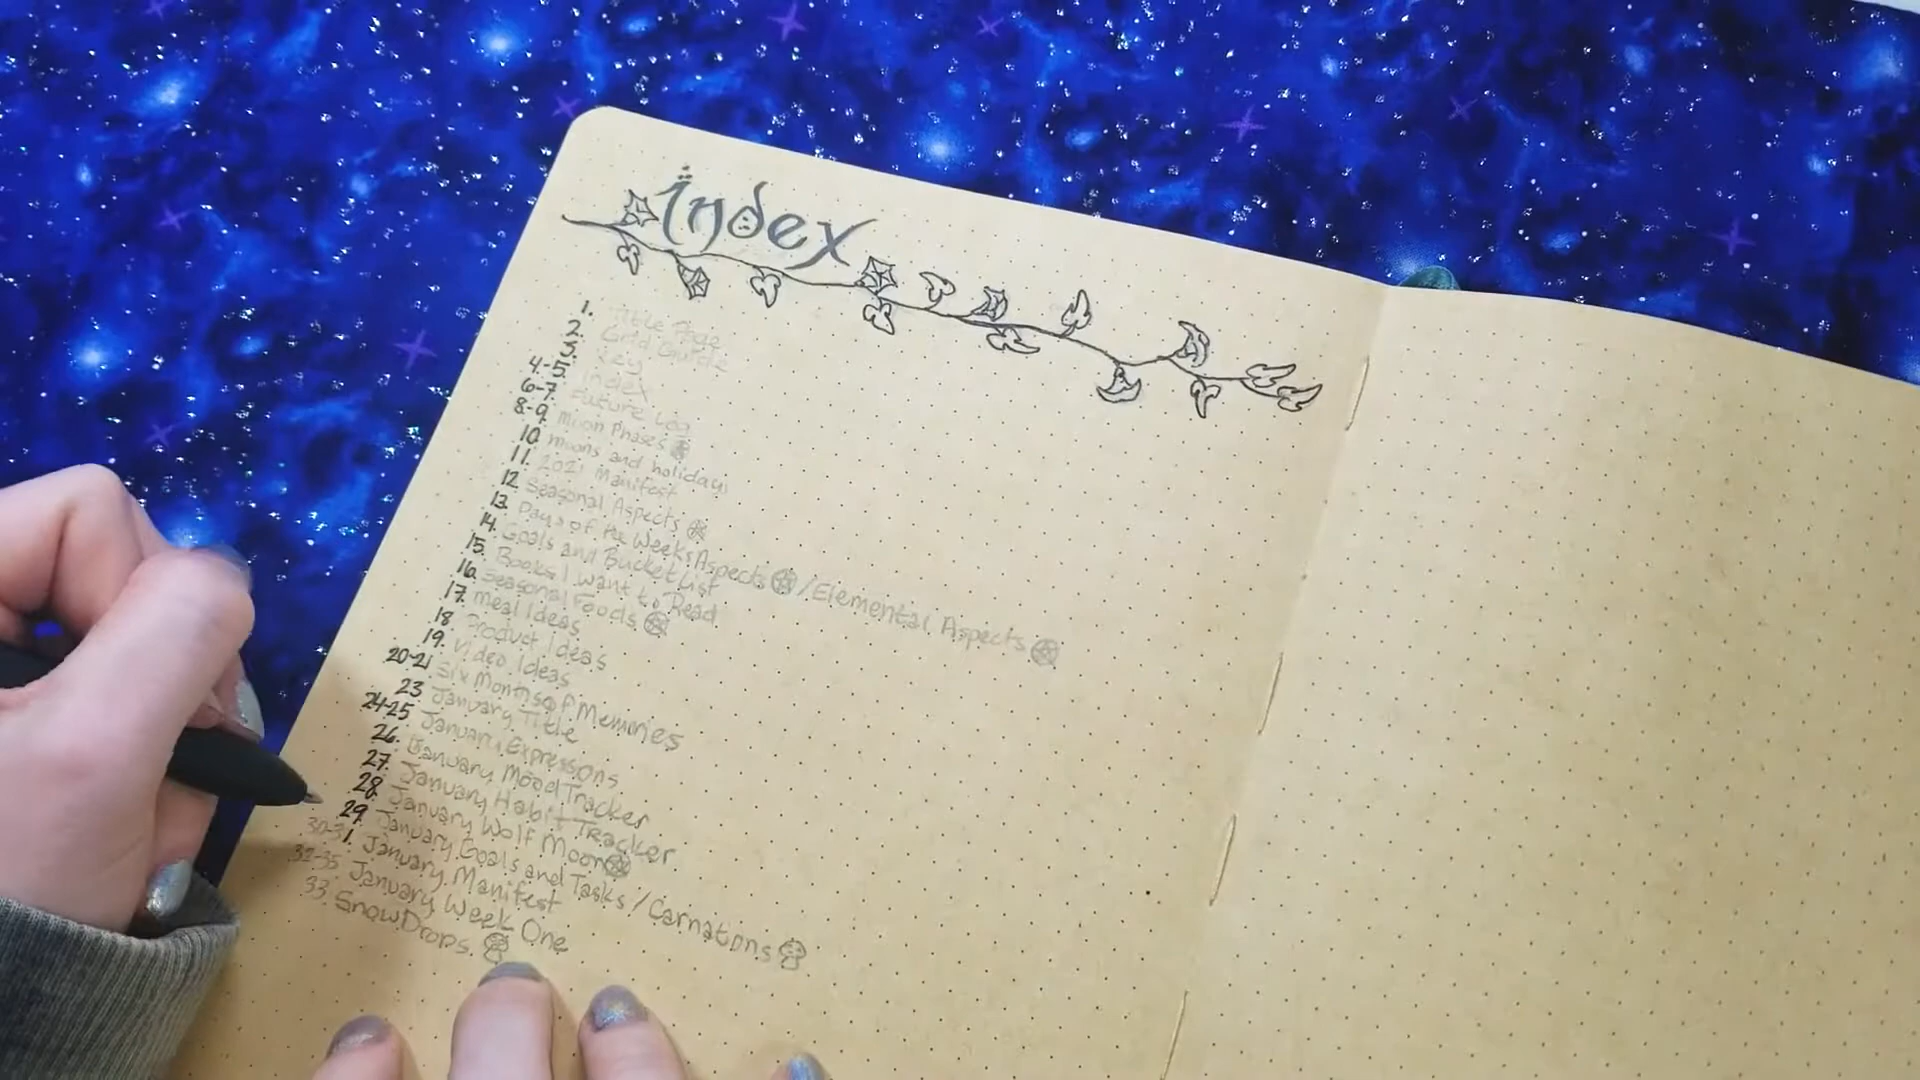 index
1. Title Page
2. Grid Guide
3. Key
4-5. Index
6-7. Future Log
8-9. Moon Phases
10. moons and holidays
11. 2021 Manifest
12. Seasonal Aspects
13. Days of the Weeks Aspects / Elemental Aspects
14. Goals and Bucket List
15. Books I want to Read
16. Seasonal Foods
17. meal Ideas
18. Product Ideas
19. Video Ideas
20-21 Six Months of Memories
23. January Title
24-25 January Expressions
26. January Mood Tracker
27. January Habit Tracker
28. January Wolf Moon
29. January Goals and Tasks / Carnations
30-31. January Manifest
32-35 January Week One
33. SnowDrops.